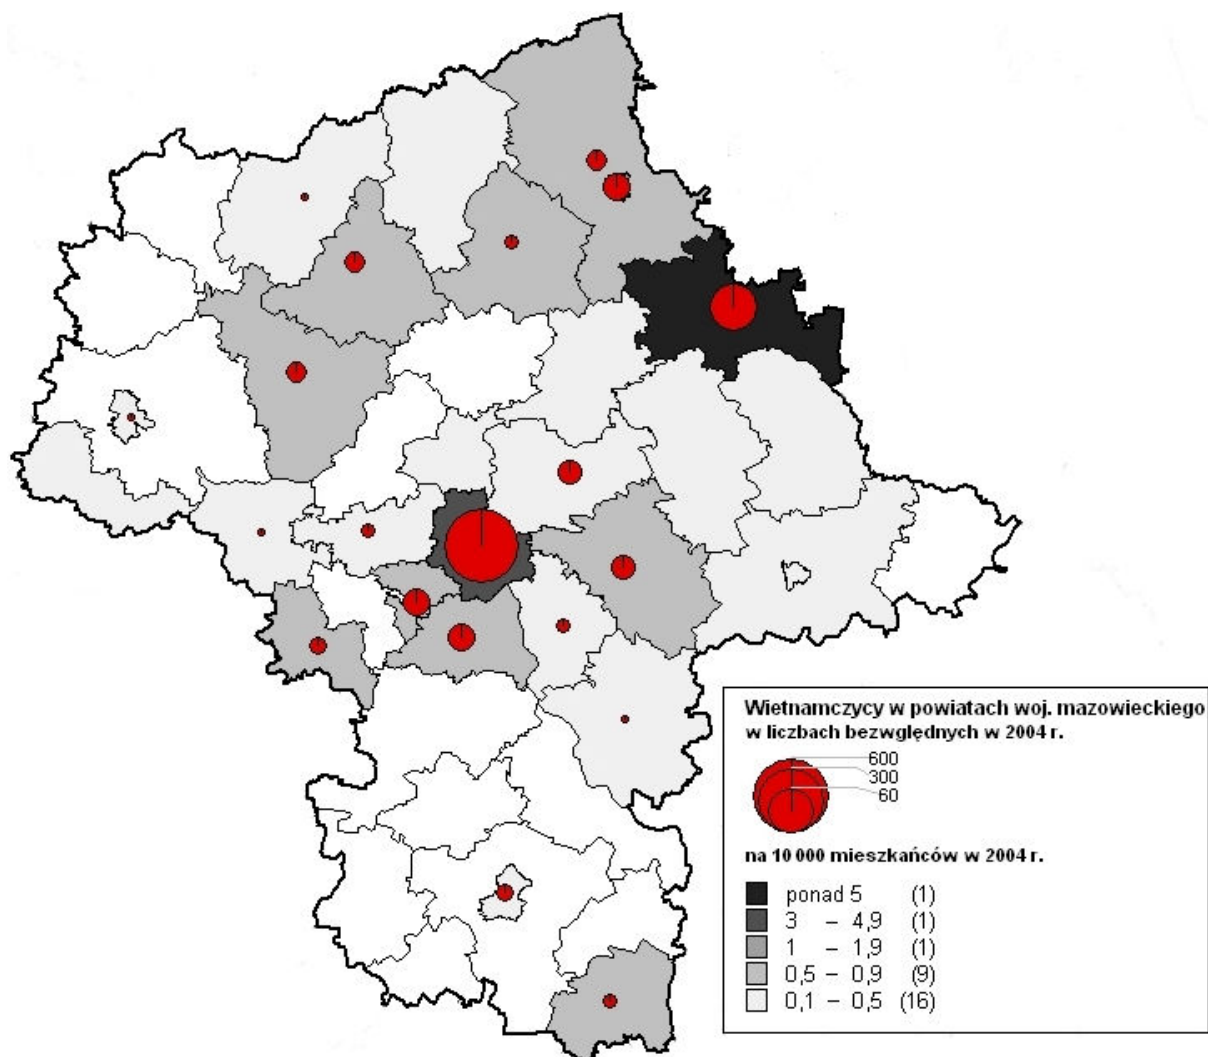 Wietnamczycy w powiatach woj. mazowieckiego
w liczbach bezwględnych w 2004 r.
600
300
60
na 10 000 mieszkańców w 2004 r.
ponad 5 (1)
3 – 4,9 (1)
1 – 1,9 (1)
0,5 – 0,9 (9)
0,1 – 0,5 (16)